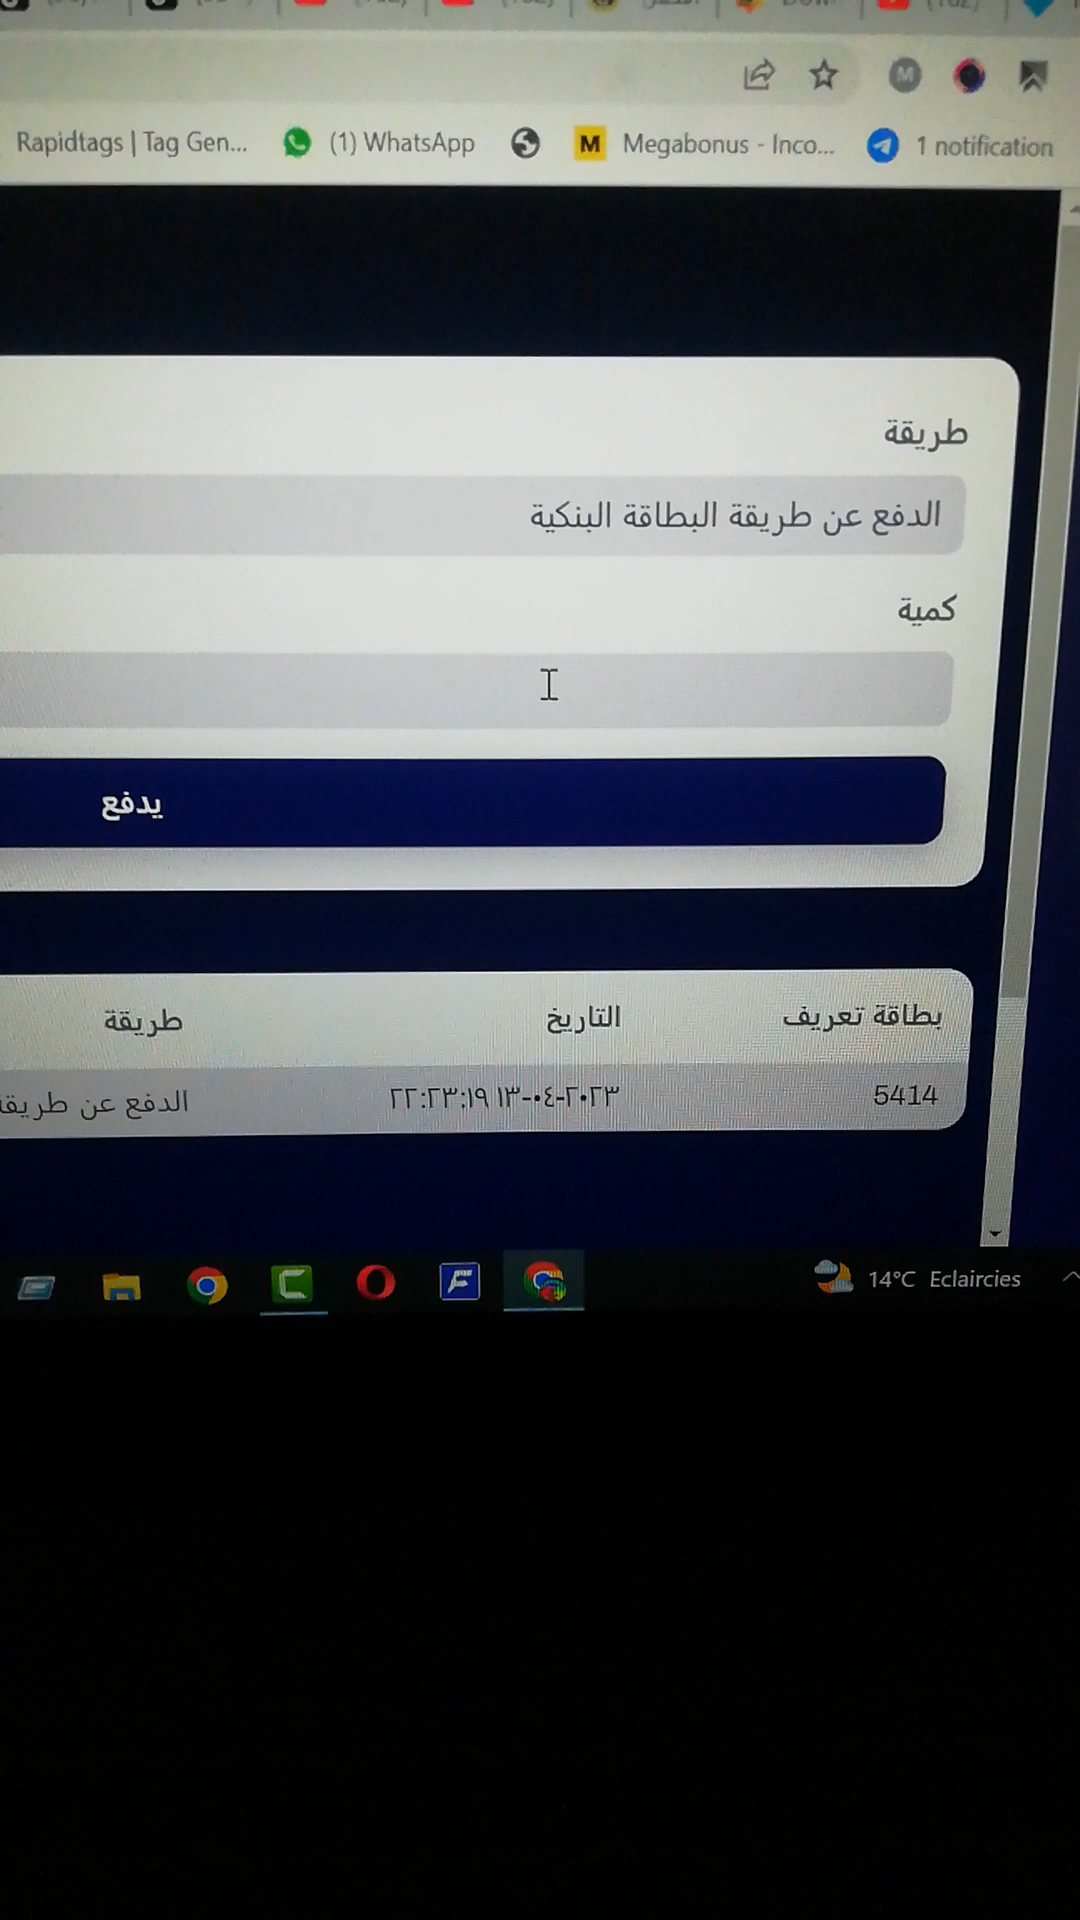 Rapidtags | Tag Gen... (1) WhatsApp M Megabonus - Inco... 1 notification
طريقة
الدفع عن طريقة البطاقة البنكية
كمية
يدفع
بطاقة تعريف التاريخ طريقة
5414 ٢٠٢٣-٠٤-١٣ ٢٢:٢٣:١٩ الدفع عن طريقة
14°C Eclaircies